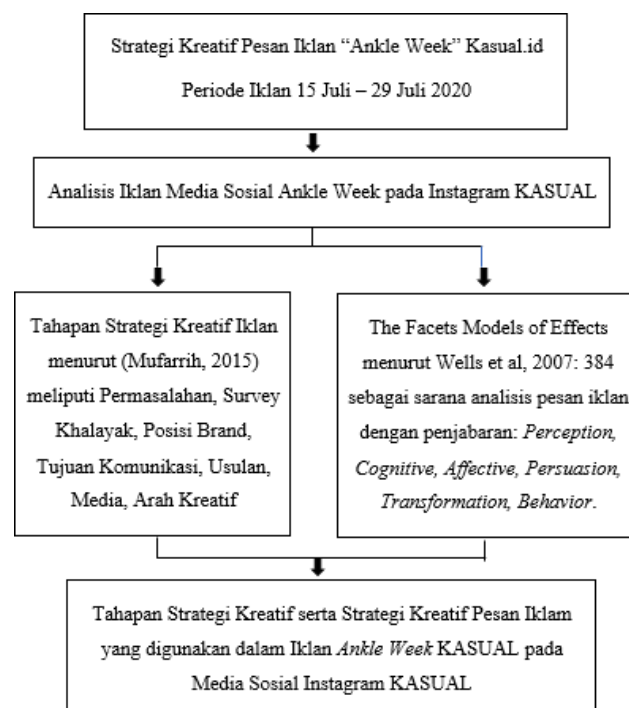 Strategi Kreatif Pesan Iklan “Ankle Week” Kasual.id
Periode Iklan 15 Juli – 29 Juli 2020
Analisis Iklan Media Sosial Ankle Week pada Instagram KASUAL
Tahapan Strategi Kreatif Iklan
menurut (Mufarrih, 2015)
meliputi Permasalahan, Survey
Khalayak, Posisi Brand,
Tujuan Komunikasi, Usulan,
Media, Arah Kreatif
The Facets Models of Effects
menurut Wells et al, 2007: 384
sebagai sarana analisis pesan iklan
dengan penjabaran: Perception,
Cognitive, Affective, Persuasion,
Transformation, Behavior.
Tahapan Strategi Kreatif serta Strategi Kreatif Pesan Iklam
yang digunakan dalam Iklan Ankle Week KASUAL pada
Media Sosial Instagram KASUAL